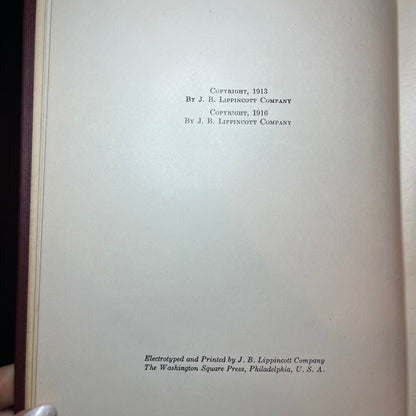 Copyright, 1913
By J. B. Lippincott Company
Copyright, 1916
By J. B. Lippincott Company
Electrotyped and Printed by J. B. Lippincott Company
The Washington Square Press, Philadelphia, U. S. A.